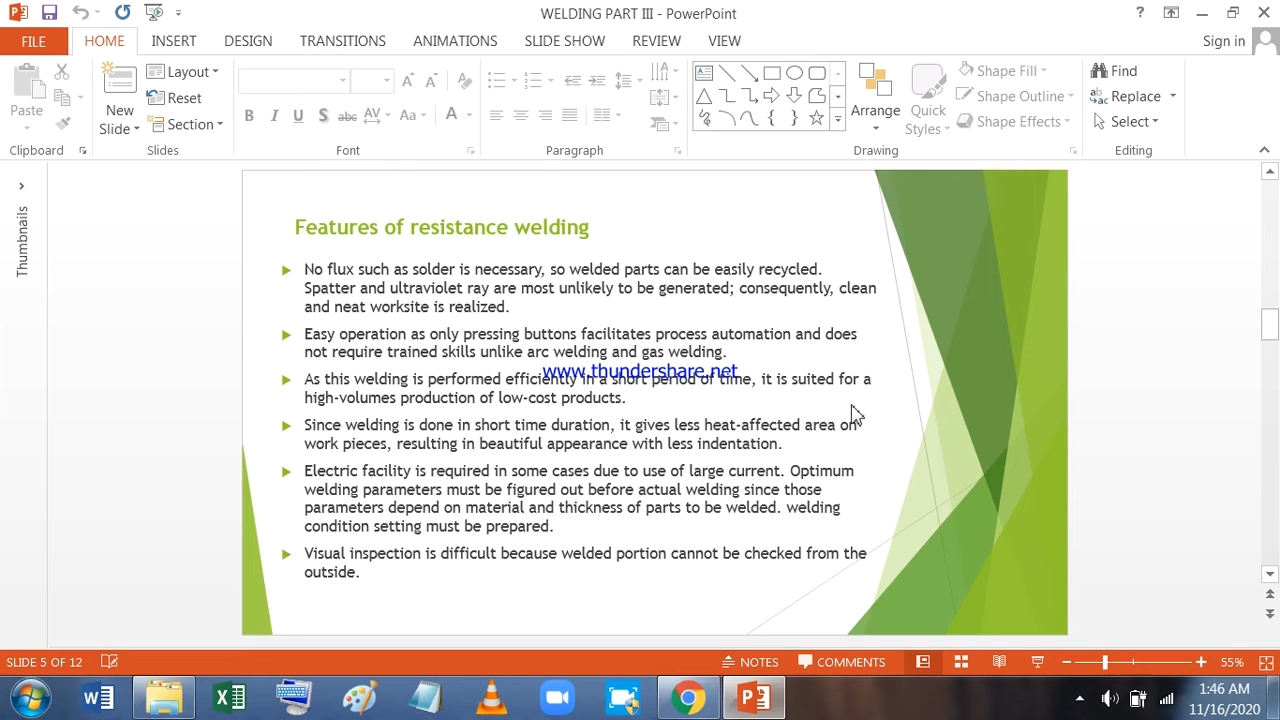 WELDING PART III - PowerPoint
?
FILE HOME INSERT DESIGN TRANSITIONS ANIMATIONS SLIDE SHOW REVIEW VIEW Sign in
Paste
New
Slide
Layout
Reset
Section
B I U S abc AV Aa A
Arrange
Quick
Styles
Shape Fill
Shape Outline
Shape Effects
Find
Replace
Select
Clipboard Slides Font Paragraph Drawing Editing
Thumbnails
Features of resistance welding
No flux such as solder is necessary, so welded parts can be easily recycled.
Spatter and ultraviolet ray are most unlikely to be generated; consequently, clean
and neat worksite is realized.
Easy operation as only pressing buttons facilitates process automation and does
not require trained skills unlike arc welding and gas welding.
www.thundershare.net
As this welding is performed efficiently in a short period of time, it is suited for a
high-volumes production of low-cost products.
Since welding is done in short time duration, it gives less heat-affected area on
work pieces, resulting in beautiful appearance with less indentation.
Electric facility is required in some cases due to use of large current. Optimum
welding parameters must be figured out before actual welding since those
parameters depend on material and thickness of parts to be welded. welding
condition setting must be prepared.
Visual inspection is difficult because welded portion cannot be checked from the
outside.
SLIDE 5 OF 12 NOTES COMMENTS 55%
1:46 AM
11/16/2020